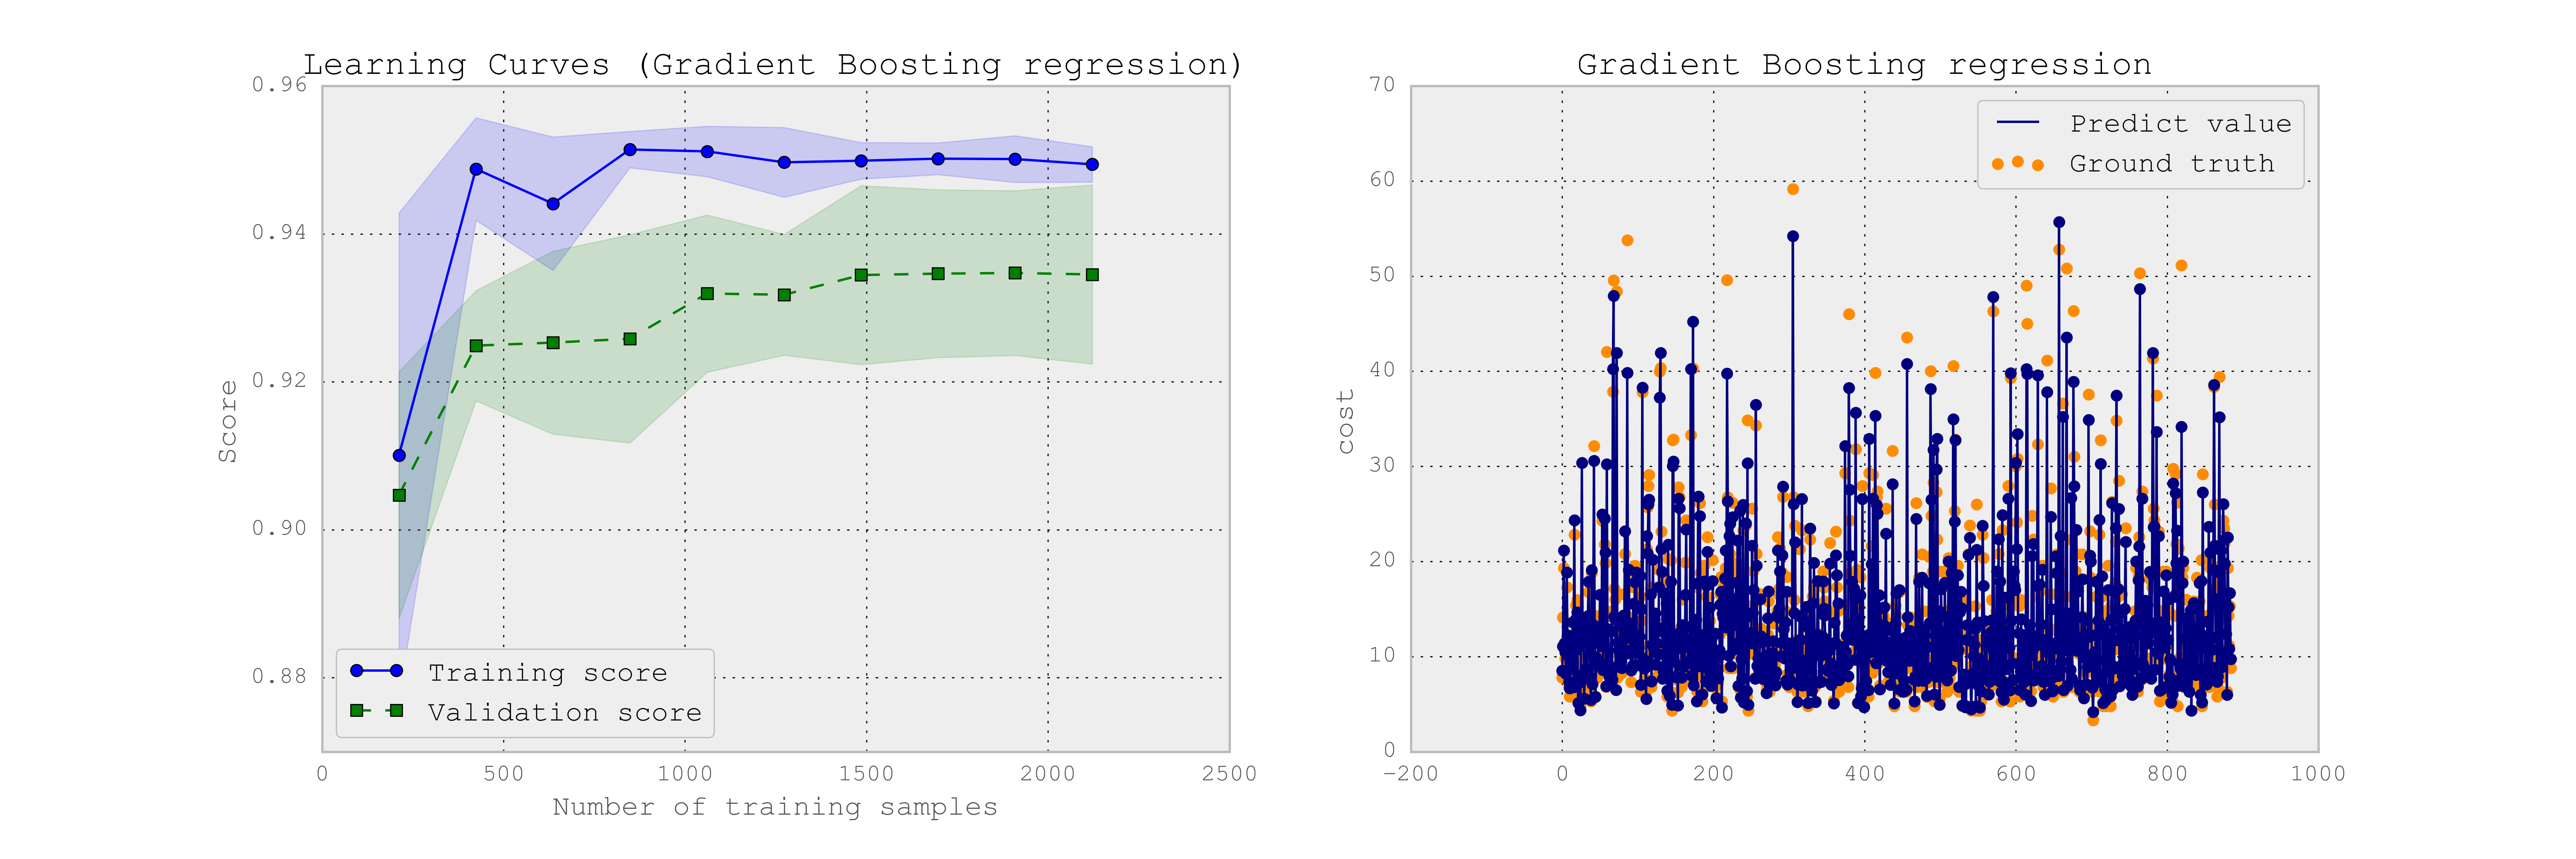 Learning Curves (Gradient Boosting regression)
0.96
0.94
0.92
0.90
0.88
Score
Training score
Validation score
0 500 1000 1500 2000 2500
Number of training samples
Gradient Boosting regression
70
60
50
40
30
20
10
0
cost
Predict value
Ground truth
-200 0 200 400 600 800 1000